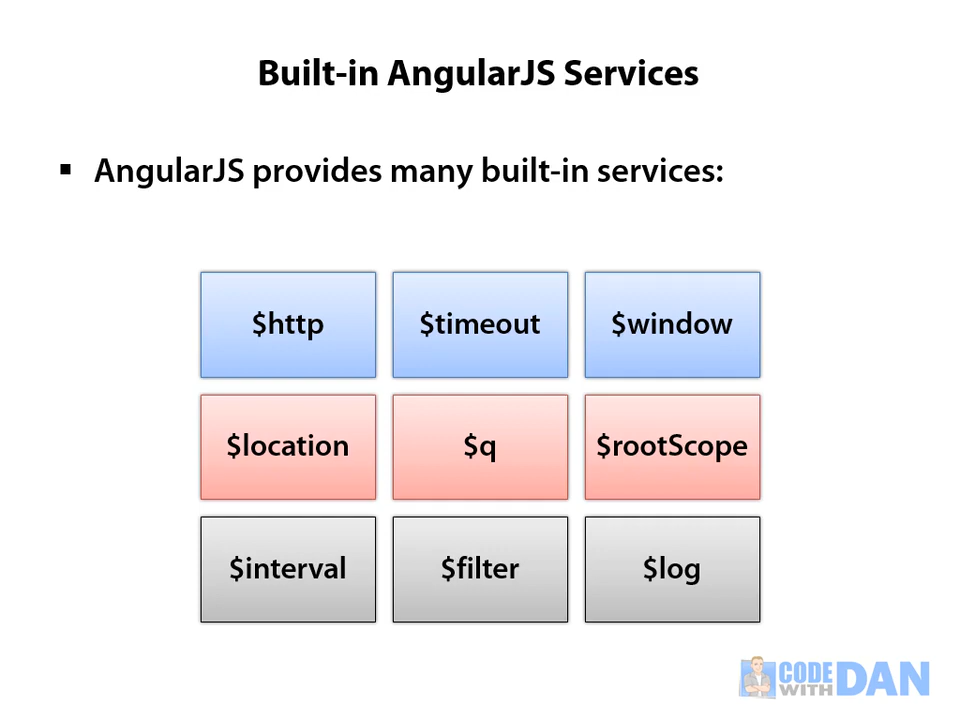 Built-in AngularJS Services
▪ AngularJS provides many built-in services:
$http $timeout $window
$location $q $rootScope
$interval $filter $log
CODE WITH DAN